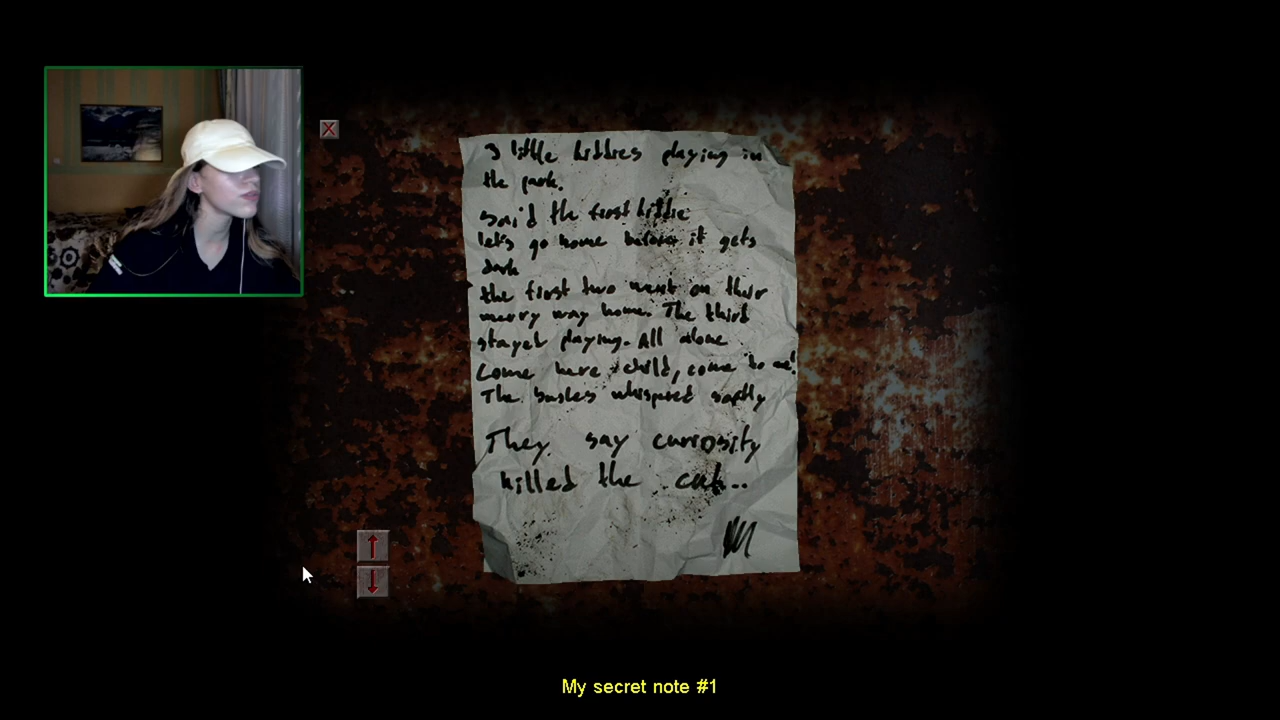 3 little kiddies playing in
the park.
Said the first kiddie
let's go home before it gets
dark
the first two went on their
merry way home. The third
stayed playing. All alone
Come here child, come to me!
The bushes whispered softly
They say curiosity
killed the cat...
My secret note #1